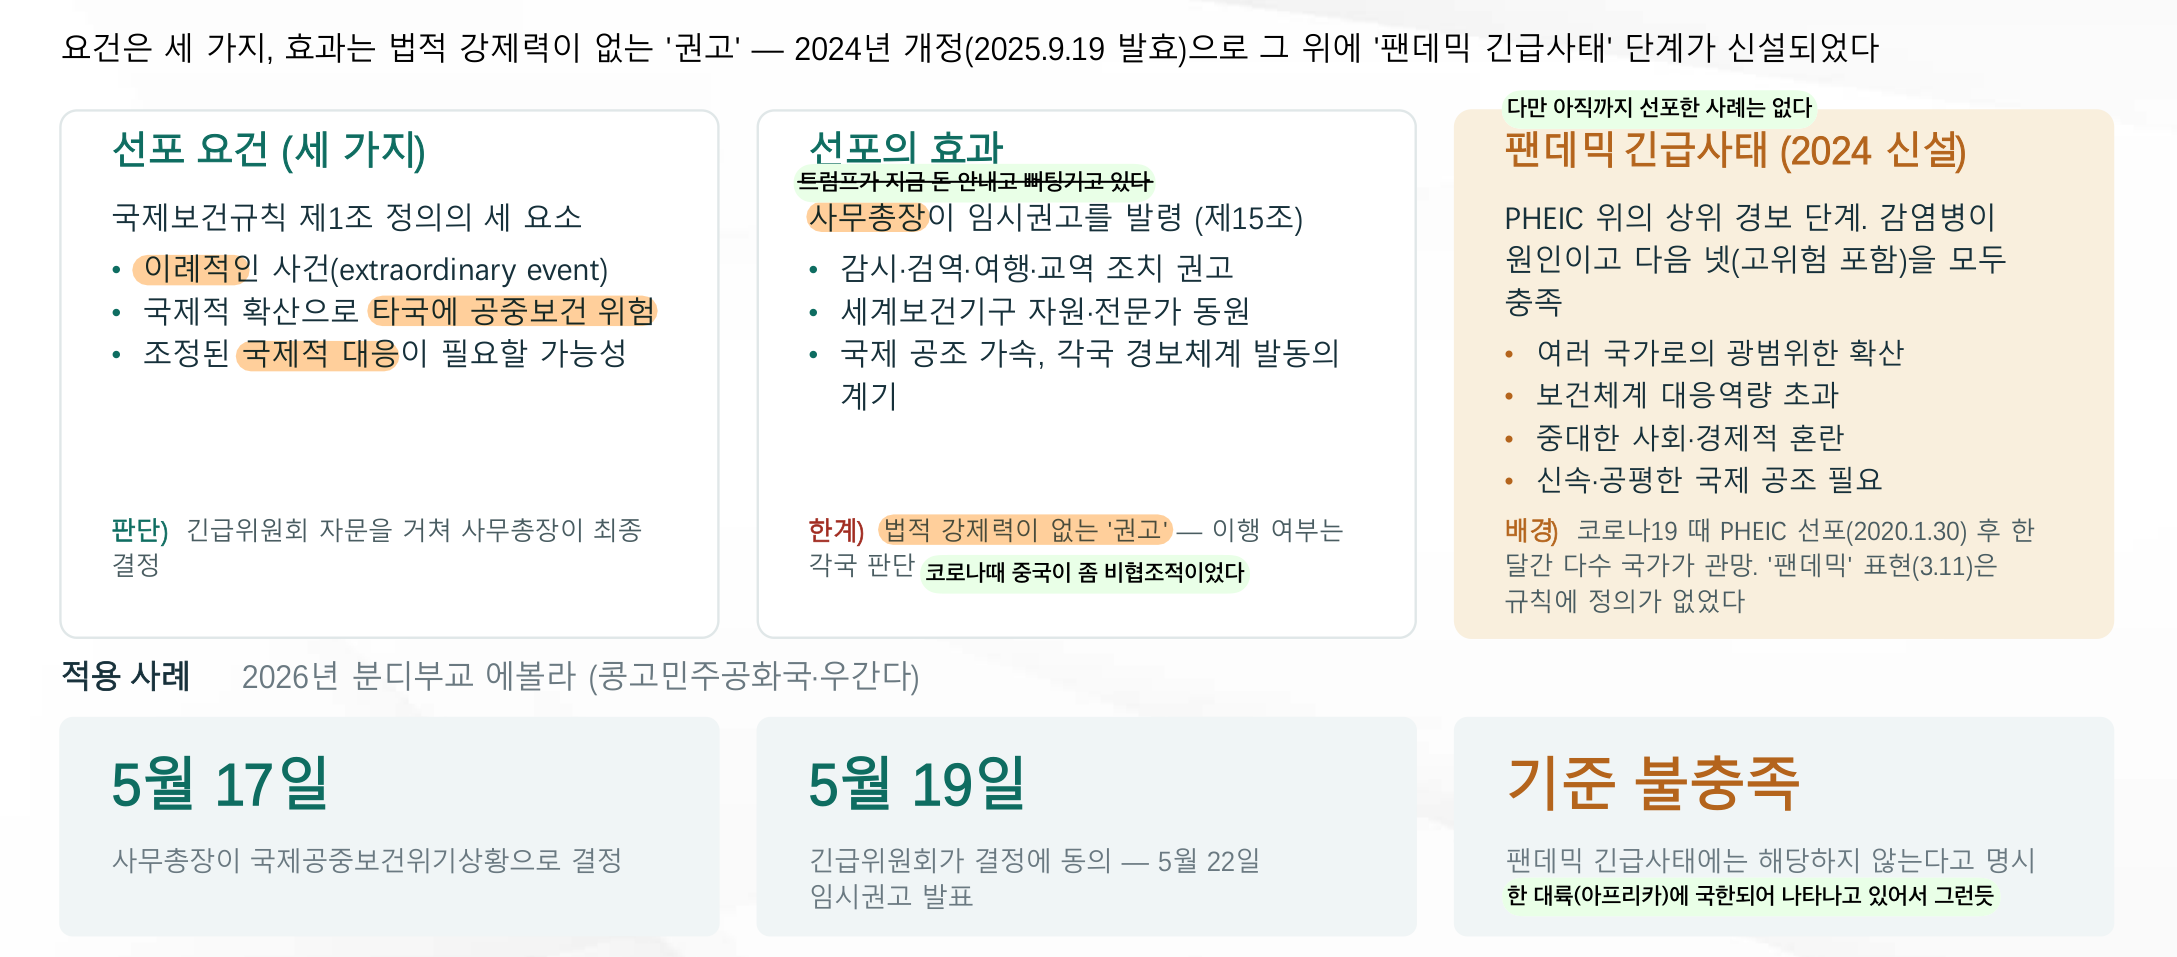 요건은 세 가지, 효과는 법적 강제력이 없는 '권고' — 2024년 개정(2025.9.19 발효)으로 그 위에 '팬데믹 긴급사태' 단계가 신설되었다
선포 요건 (세 가지)
국제보건규칙 제1조 정의의 세 요소
• 이례적인 사건(extraordinary event)
• 국제적 확산으로 타국에 공중보건 위험
• 조정된 국제적 대응이 필요할 가능성
판단) 긴급위원회 자문을 거쳐 사무총장이 최종
결정
선포의 효과
트럼프가 지금 돈 안내고 뻐팅기고 있다
사무총장이 임시권고를 발령 (제15조)
• 감시·검역·여행·교역 조치 권고
• 세계보건기구 자원·전문가 동원
• 국제 공조 가속, 각국 경보체계 발동의
계기
한계) 법적 강제력이 없는 '권고' — 이행 여부는
각국 판단 코로나때 중국이 좀 비협조적이었다
다만 아직까지 선포한 사례는 없다
팬데믹 긴급사태 (2024 신설)
PHEIC 위의 상위 경보 단계. 감염병이
원인이고 다음 넷(고위험 포함)을 모두
충족
• 여러 국가로의 광범위한 확산
• 보건체계 대응역량 초과
• 중대한 사회·경제적 혼란
• 신속·공평한 국제 공조 필요
배경) 코로나19 때 PHEIC 선포(2020.1.30) 후 한
달간 다수 국가가 관망. '팬데믹' 표현(3.11)은
규칙에 정의가 없었다
적용 사례 2026년 분디부교 에볼라 (콩고민주공화국·우간다)
5월 17일
사무총장이 국제공중보건위기상황으로 결정
5월 19일
긴급위원회가 결정에 동의 — 5월 22일
임시권고 발표
기준 불충족
팬데믹 긴급사태에는 해당하지 않는다고 명시
한 대륙(아프리카)에 국한되어 나타나고 있어서 그런듯